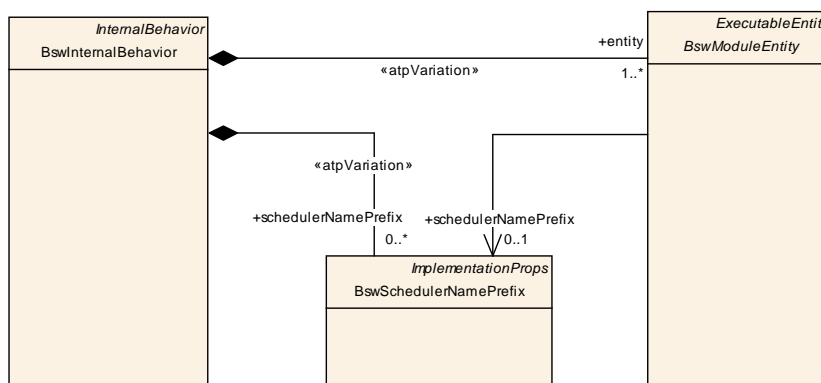 InternalBehavior
BswInternalBehavior
ExecutableEntit
BswModuleEntity
+entity
«atpVariation»
1..*
«atpVariation»
+schedulerNamePrefix
0..*
+schedulerNamePrefix
0..1
ImplementationProps
BswSchedulerNamePrefix